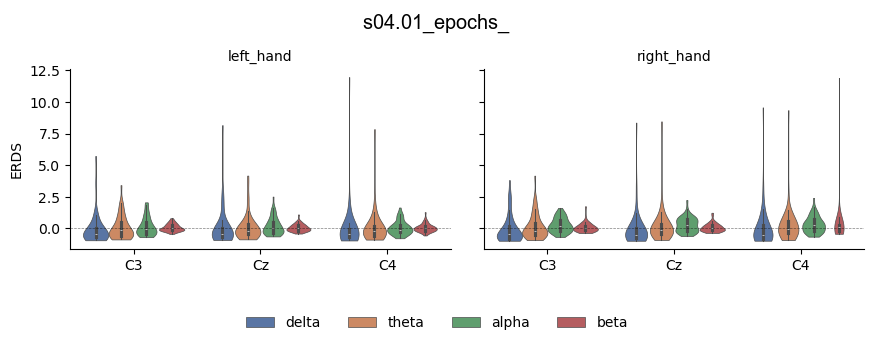 s04.01_epochs_
left_hand right_hand
12.5
10.0
7.5
5.0
2.5
0.0
ERDS
C3 Cz C4 C3 Cz C4
delta theta alpha beta